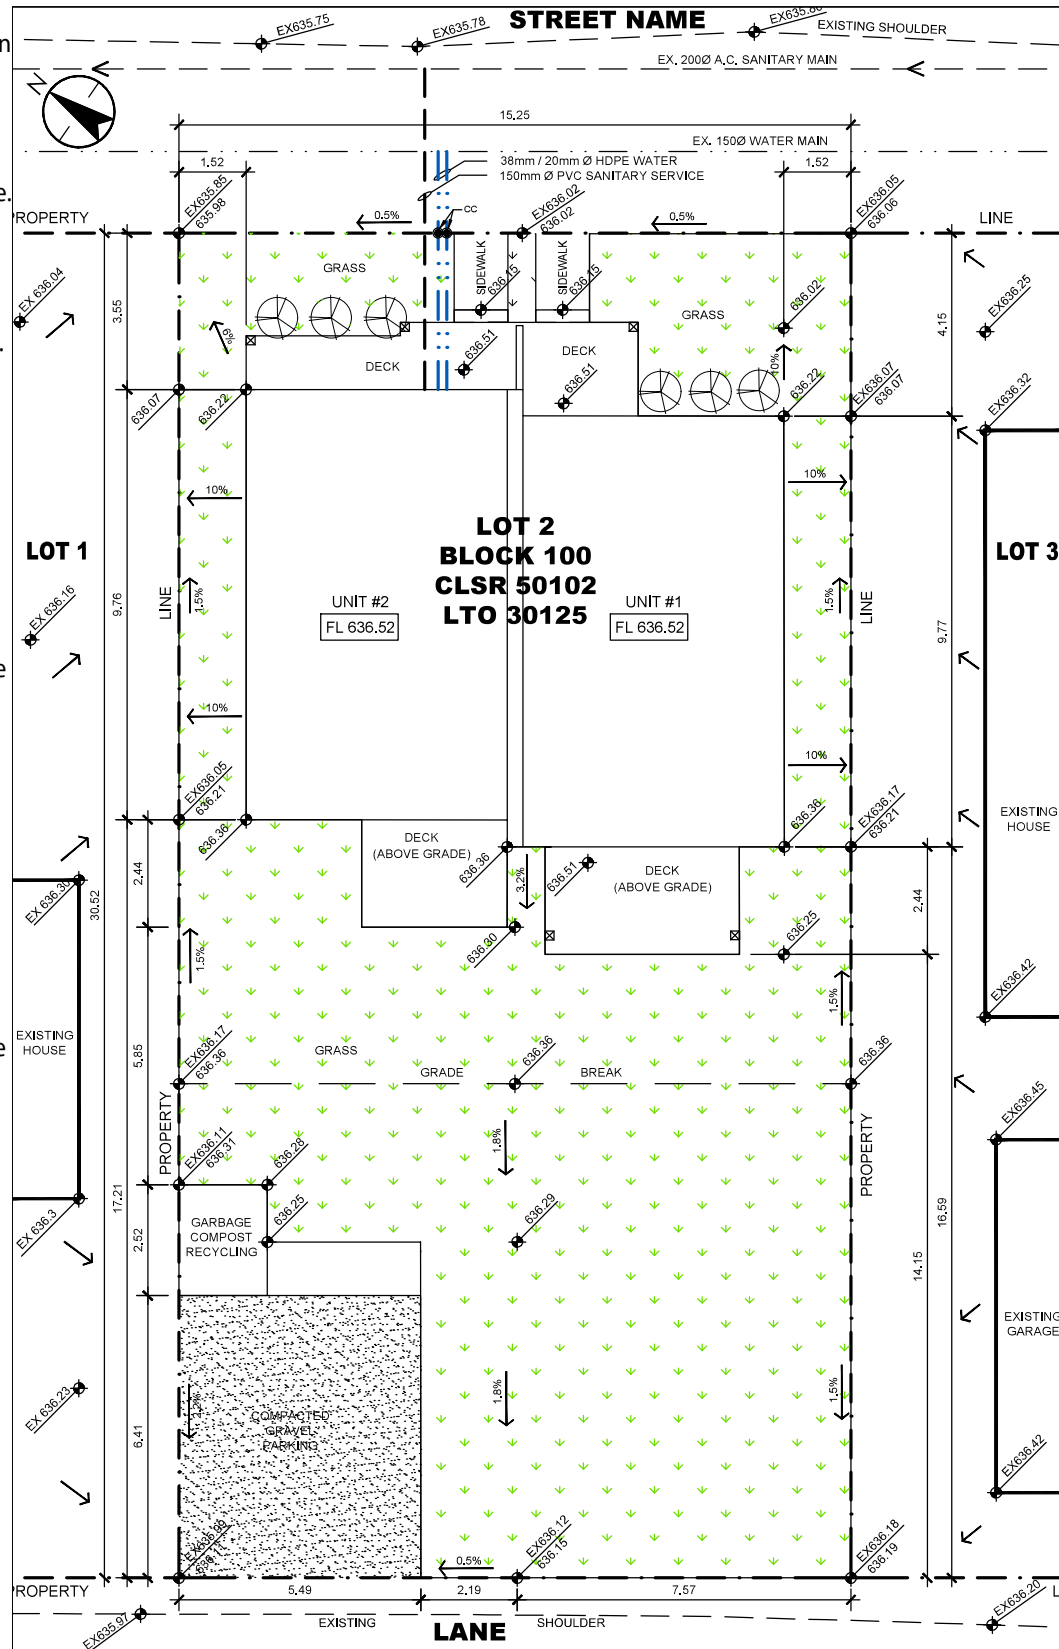 STREET NAME
EX635.75
EX635.78
EXISTING SHOULDER
EX. 200Ø A.C. SANITARY MAIN
N
15.25
EX. 150Ø WATER MAIN
1.52
38mm / 20mm Ø HDPE WATER
150mm Ø PVC SANITARY SERVICE
1.52
EX635.85
635.98
0.5%
CC
EX636.02
636.02
0.5%
EX636.05
636.06
PROPERTY
LINE
GRASS
SIDEWALK
636.15
SIDEWALK
636.15
GRASS
636.02
EX 636.04
EX636.25
3.55
6%
4.15
DECK
636.51
DECK
636.51
10%
636.07
636.22
636.22
EX636.07
636.07
EX636.32
10%
10%
LOT 1
LOT 2
BLOCK 100
CLSR 50102
LTO 30125
LOT 3
LINE
1.5%
UNIT #2
FL 636.52
UNIT #1
FL 636.52
1.5%
LINE
EX 636.16
9.76
9.77
10%
10%
EX636.05
636.21
636.36
DECK
(ABOVE GRADE)
636.36
3.2%
636.51
DECK
(ABOVE GRADE)
636.36
EX636.17
636.21
EXISTING
HOUSE
2.44
2.44
EX 636.30
30.52
636.30
636.25
1.5%
1.5%
EX636.42
EXISTING
HOUSE
5.85
EX636.17
636.36
GRASS
GRADE
BREAK
636.36
636.36
EX636.45
PROPERTY
EX636.11
636.31
636.28
1.8%
PROPERTY
17.21
EX 636.3
2.52
GARBAGE
COMPOST
RECYCLING
636.25
636.29
16.59
14.15
EXISTING
GARAGE
EX 636.23
6.41
COMPACTED
GRAVEL
PARKING
1.8%
1.5%
EX636.42
EX635.99
636.11
0.5%
EX636.12
636.15
EX636.18
636.19
PROPERTY
5.49
2.19
7.57
EX635.97
EXISTING
LANE
SHOULDER
EX636.20